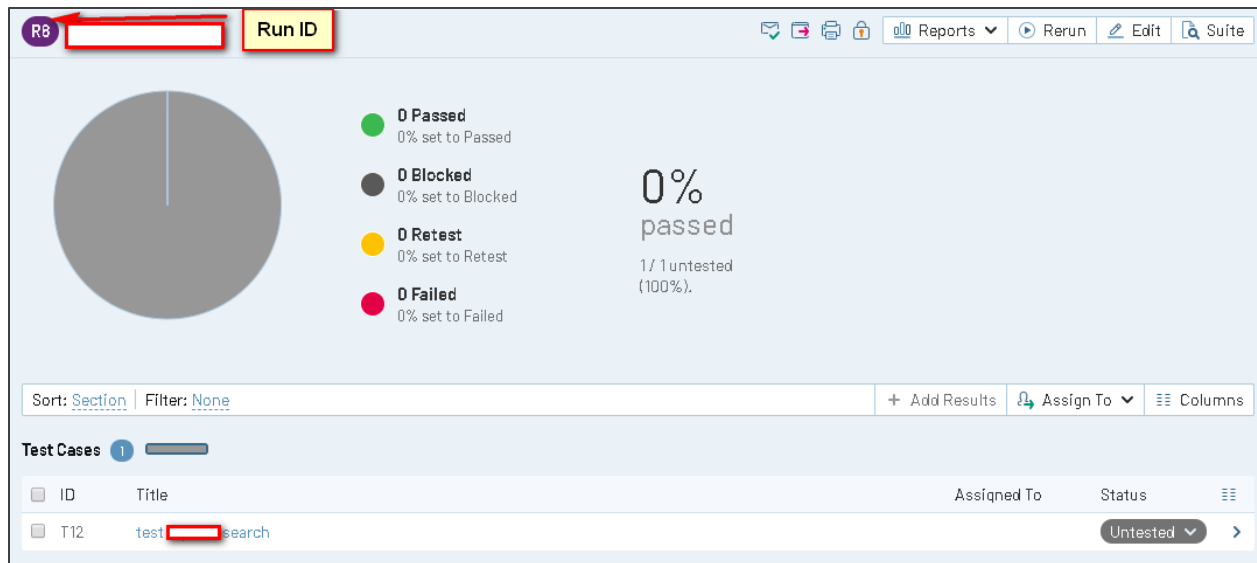 R8 Run ID Reports Rerun Edit Suite
0 Passed
0% set to Passed
0 Blocked
0% set to Blocked
0 Retest
0% set to Retest
0 Failed
0% set to Failed
0%
passed
1 / 1 untested
(100%).
Sort: Section Filter: None + Add Results Assign To Columns
Test Cases 1
ID Title Assigned To Status
T12 test search Untested